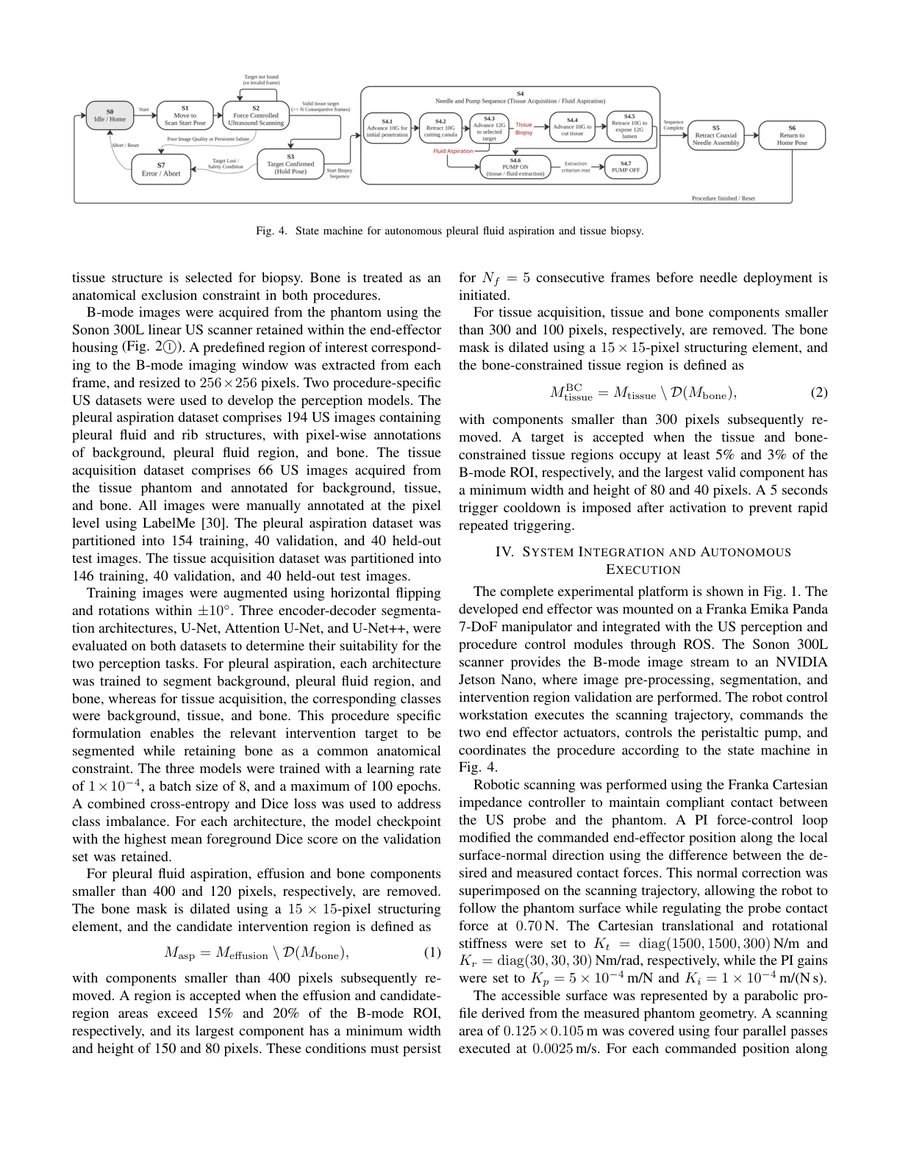 Target not found
(or invalid frame)
S0
Idle / Home
Start
S1
Move to
Scan Start Pose
S2
Force Controlled
Ultrasound Scanning
Valid tissue target
(>= N Consequetive frames)
Poor Image Quality or Persistent failure
Abort / Reset
S7
Error / Abort
Target Lost /
Safety Condition
S3
Target Confirmed
(Hold Pose)
Start Biopsy
Sequence
S4
Needle and Pump Sequence (Tissue Acquisition / Fluid Aspiration)
S4.1
Advance 10G for
initial penetration
S4.2
Retract 10G
cutting canula
S4.3
Advance 12G
to selected
target
Tissue
Biopsy
S4.4
Advance 10G to
cut tissue
S4.5
Retrace 10G to
expose 12G
lumen
Fluid Aspiration
S4.6
PUMP ON
(tissue / fluid extraction)
Extraction
criterion met
S4.7
PUMP OFF
Sequence
Complete
S5
Retract Coaxial
Needle Assembly
S6
Return to
Home Pose
Procedure finished / Reset
Fig. 4. State machine for autonomous pleural fluid aspiration and tissue biopsy.
tissue structure is selected for biopsy. Bone is treated as an
anatomical exclusion constraint in both procedures.
B-mode images were acquired from the phantom using the
Sonon 300L linear US scanner retained within the end-effector
housing (Fig. 2①). A predefined region of interest correspond-
ing to the B-mode imaging window was extracted from each
frame, and resized to 256×256 pixels. Two procedure-specific
US datasets were used to develop the perception models. The
pleural aspiration dataset comprises 194 US images containing
pleural fluid and rib structures, with pixel-wise annotations
of background, pleural fluid region, and bone. The tissue
acquisition dataset comprises 66 US images acquired from
the tissue phantom and annotated for background, tissue,
and bone. All images were manually annotated at the pixel
level using LabelMe [30]. The pleural aspiration dataset was
partitioned into 154 training, 40 validation, and 40 held-out
test images. The tissue acquisition dataset was partitioned into
146 training, 40 validation, and 40 held-out test images.
Training images were augmented using horizontal flipping
and rotations within ±10°. Three encoder-decoder segmenta-
tion architectures, U-Net, Attention U-Net, and U-Net++, were
evaluated on both datasets to determine their suitability for the
two perception tasks. For pleural aspiration, each architecture
was trained to segment background, pleural fluid region, and
bone, whereas for tissue acquisition, the corresponding classes
were background, tissue, and bone. This procedure specific
formulation enables the relevant intervention target to be
segmented while retaining bone as a common anatomical
constraint. The three models were trained with a learning rate
of 1×10⁻⁴, a batch size of 8, and a maximum of 100 epochs.
A combined cross-entropy and Dice loss was used to address
class imbalance. For each architecture, the model checkpoint
with the highest mean foreground Dice score on the validation
set was retained.
For pleural fluid aspiration, effusion and bone components
smaller than 400 and 120 pixels, respectively, are removed.
The bone mask is dilated using a 15 × 15-pixel structuring
element, and the candidate intervention region is defined as
M_asp = M_effusion \ D(M_bone), (1)
with components smaller than 400 pixels subsequently re-
moved. A region is accepted when the effusion and candidate-
region areas exceed 15% and 20% of the B-mode ROI,
respectively, and its largest component has a minimum width
and height of 150 and 80 pixels. These conditions must persist
for N_f = 5 consecutive frames before needle deployment is
initiated.
For tissue acquisition, tissue and bone components smaller
than 300 and 100 pixels, respectively, are removed. The bone
mask is dilated using a 15 × 15-pixel structuring element, and
the bone-constrained tissue region is defined as
M^BC_tissue = M_tissue \ D(M_bone), (2)
with components smaller than 300 pixels subsequently re-
moved. A target is accepted when the tissue and bone-
constrained tissue regions occupy at least 5% and 3% of the
B-mode ROI, respectively, and the largest valid component has
a minimum width and height of 80 and 40 pixels. A 5 seconds
trigger cooldown is imposed after activation to prevent rapid
repeated triggering.
IV. SYSTEM INTEGRATION AND AUTONOMOUS
EXECUTION
The complete experimental platform is shown in Fig. 1. The
developed end effector was mounted on a Franka Emika Panda
7-DoF manipulator and integrated with the US perception and
procedure control modules through ROS. The Sonon 300L
scanner provides the B-mode image stream to an NVIDIA
Jetson Nano, where image pre-processing, segmentation, and
intervention region validation are performed. The robot control
workstation executes the scanning trajectory, commands the
two end effector actuators, controls the peristaltic pump, and
coordinates the procedure according to the state machine in
Fig. 4.
Robotic scanning was performed using the Franka Cartesian
impedance controller to maintain compliant contact between
the US probe and the phantom. A PI force-control loop
modified the commanded end-effector position along the local
surface-normal direction using the difference between the de-
sired and measured contact forces. This normal correction was
superimposed on the scanning trajectory, allowing the robot to
follow the phantom surface while regulating the probe contact
force at 0.70 N. The Cartesian translational and rotational
stiffness were set to K_t = diag(1500, 1500, 300) N/m and
K_r = diag(30, 30, 30) Nm/rad, respectively, while the PI gains
were set to K_p = 5 × 10⁻⁴ m/N and K_i = 1 × 10⁻⁴ m/(N s).
The accessible surface was represented by a parabolic pro-
file derived from the measured phantom geometry. A scanning
area of 0.125×0.105 m was covered using four parallel passes
executed at 0.0025 m/s. For each commanded position along